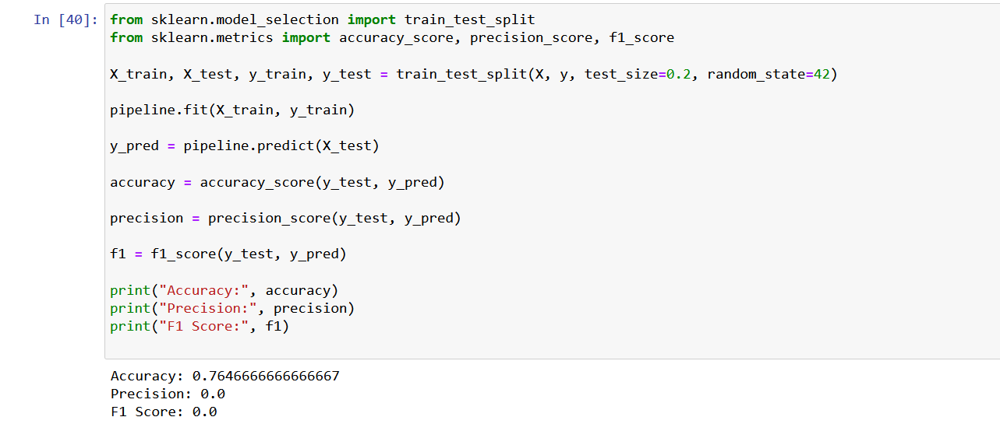 In [40]: from sklearn.model_selection import train_test_split
from sklearn.metrics import accuracy_score, precision_score, f1_score
X_train, X_test, y_train, y_test = train_test_split(X, y, test_size=0.2, random_state=42)
pipeline.fit(X_train, y_train)
y_pred = pipeline.predict(X_test)
accuracy = accuracy_score(y_test, y_pred)
precision = precision_score(y_test, y_pred)
f1 = f1_score(y_test, y_pred)
print("Accuracy:", accuracy)
print("Precision:", precision)
print("F1 Score:", f1)
Accuracy: 0.7646666666666667
Precision: 0.0
F1 Score: 0.0